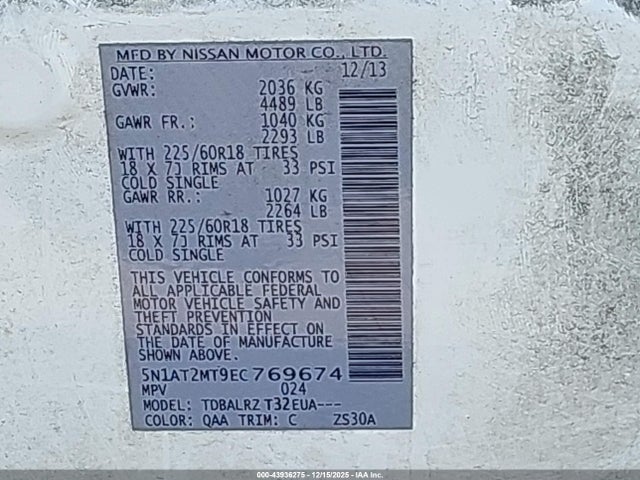 MFD BY NISSAN MOTOR CO., LTD.
DATE: 12/13
GVWR: 2036 KG
4489 LB
GAWR FR.: 1040 KG
2293 LB
WITH 225/60R18 TIRES
18 X 7J RIMS AT 33 PSI
COLD SINGLE
GAWR RR.: 1027 KG
2264 LB
WITH 225/60R18 TIRES
18 X 7J RIMS AT 33 PSI
COLD SINGLE
THIS VEHICLE CONFORMS TO
ALL APPLICABLE FEDERAL
MOTOR VEHICLE SAFETY AND
THEFT PREVENTION
STANDARDS IN EFFECT ON
THE DATE OF MANUFACTURE
SHOWN ABOVE.
5N1AT2MT9EC769674
MPV 024
MODEL: TDBALRZ T32EUA---
COLOR: QAA TRIM: C ZS30A
000-43936275 - 12/15/2025 - IAA Inc.